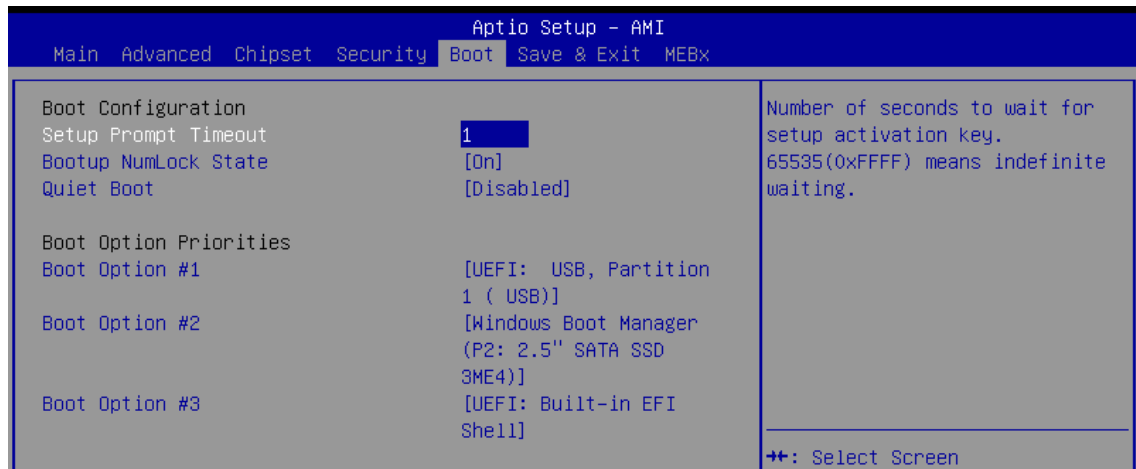 Aptio Setup – AMI
Main Advanced Chipset Security Boot Save & Exit MEBx
Boot Configuration
Setup Prompt Timeout 1
Bootup NumLock State [On]
Quiet Boot [Disabled]
Boot Option Priorities
Boot Option #1 [UEFI: USB, Partition
1 ( USB)]
Boot Option #2 [Windows Boot Manager
(P2: 2.5" SATA SSD
3ME4)]
Boot Option #3 [UEFI: Built-in EFI
Shell]
Number of seconds to wait for
setup activation key.
65535(0xFFFF) means indefinite
waiting.
→←: Select Screen